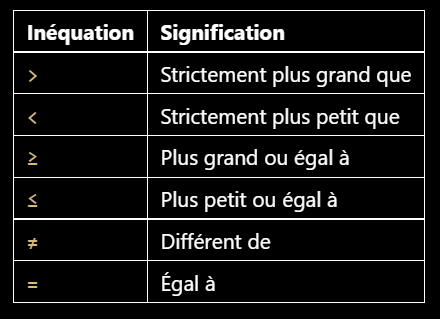 Inéquation Signification
> Strictement plus grand que
< Strictement plus petit que
≥ Plus grand ou égal à
≤ Plus petit ou égal à
≠ Différent de
= Égal à